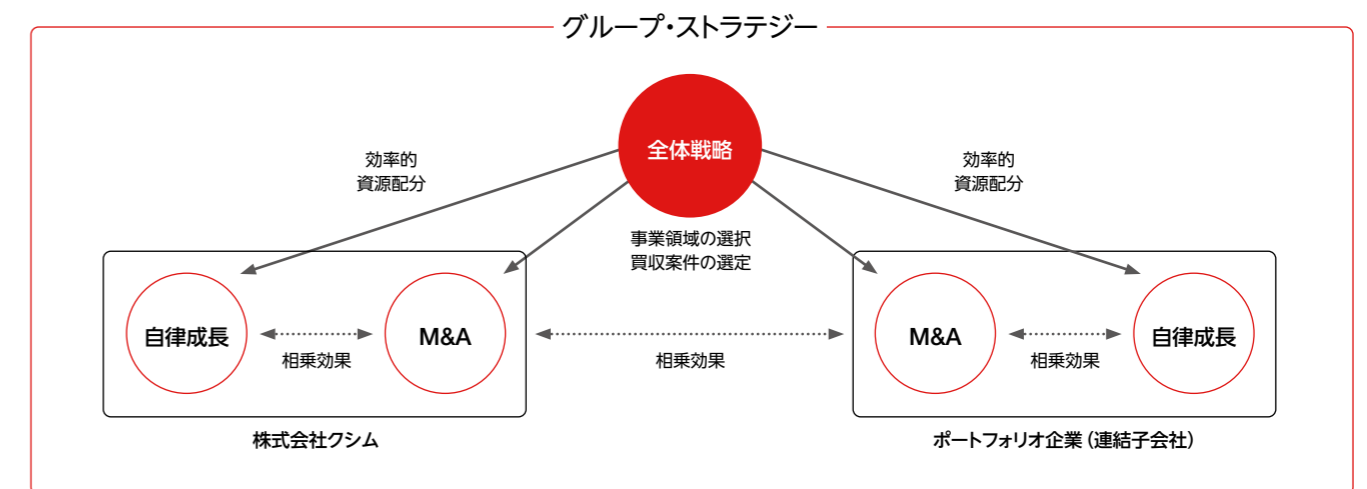 グループ・ストラテジー
全体戦略
効率的
資源配分
効率的
資源配分
事業領域の選択
買収案件の選定
自律成長
相乗効果
M&A
相乗効果
M&A
相乗効果
自律成長
株式会社クシム
ポートフォリオ企業（連結子会社）